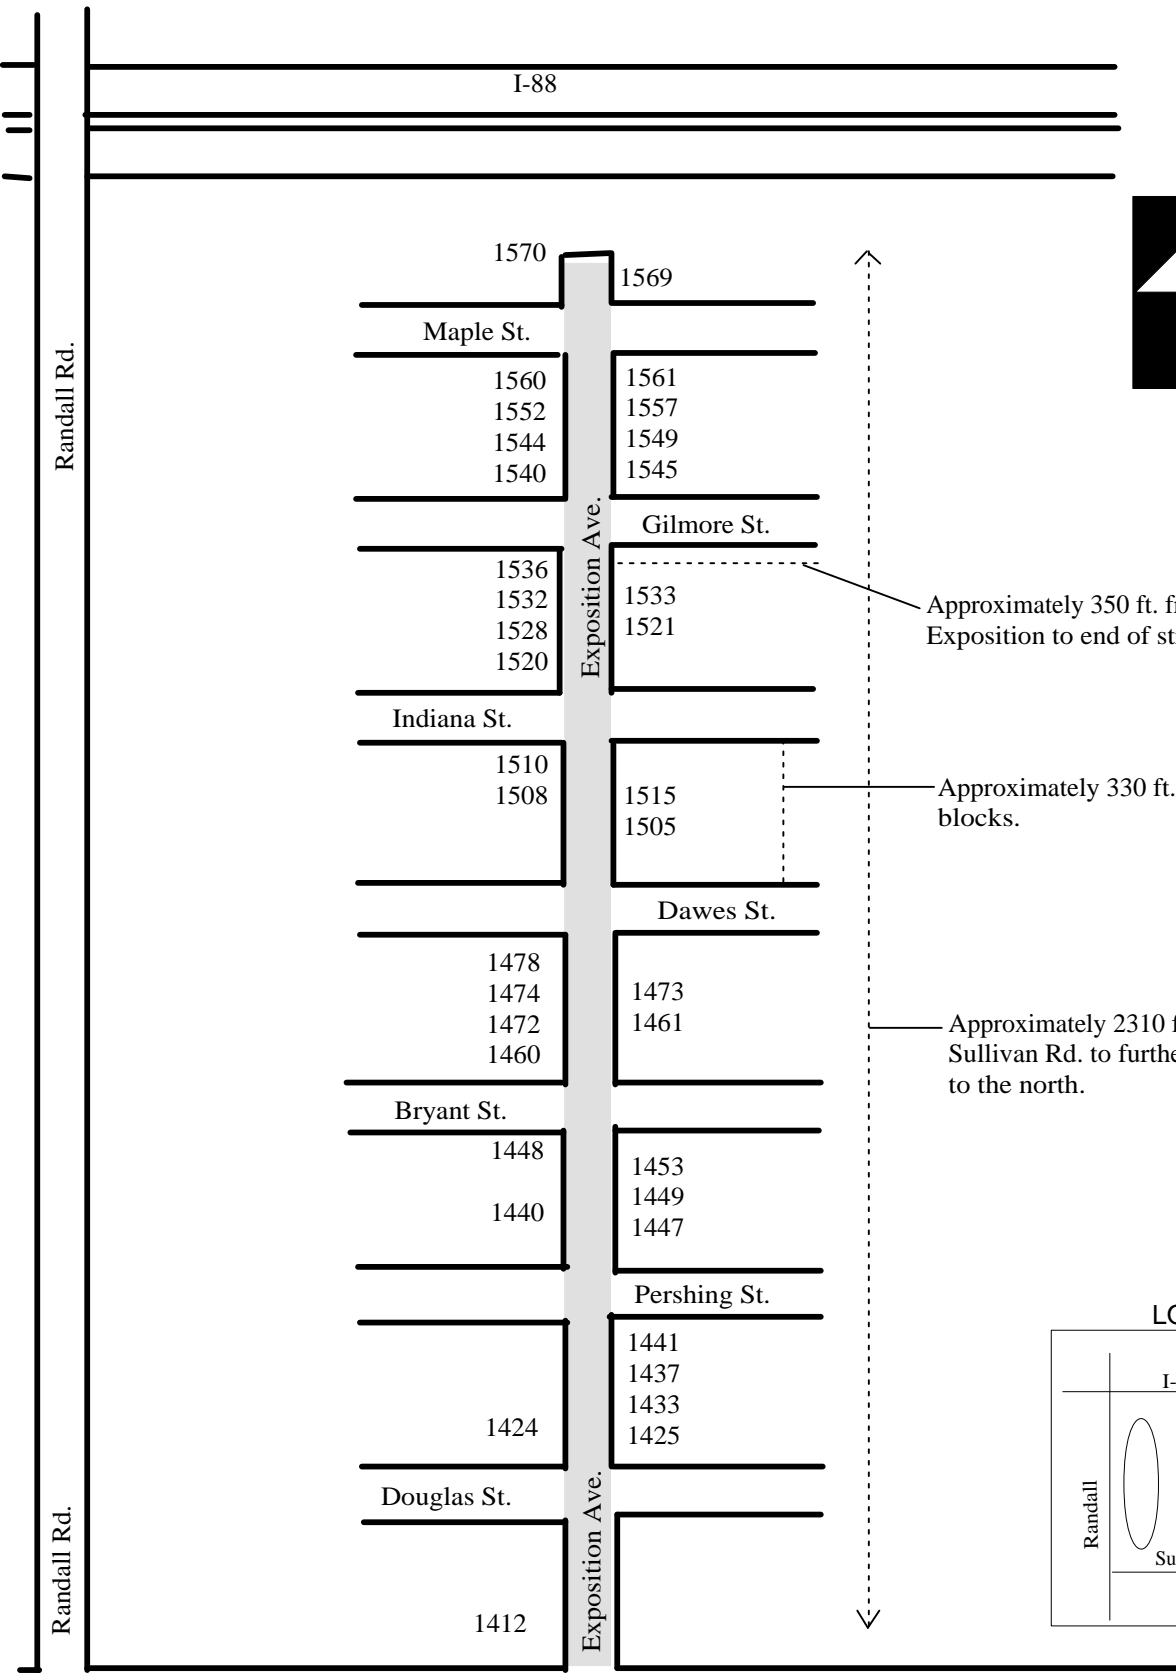 I-88
Randall Rd.
1570
1569
Maple St.
1560
1552
1544
1540
1561
1557
1549
1545
Exposition Ave.
Gilmore St.
1536
1532
1528
1520
1533
1521
Approximately 350 ft.
Exposition to end of
Indiana St.
1510
1508
1515
1505
Approximately 330 ft.
blocks.
Dawes St.
1478
1474
1472
1460
1473
1461
Approximately 2310
Sullivan Rd. to
to the north.
Bryant St.
1448
1440
1453
1449
1447
Pershing St.
1424
1441
1437
1433
1425
Douglas St.
Exposition Ave.
1412
Randall Rd.
Randall